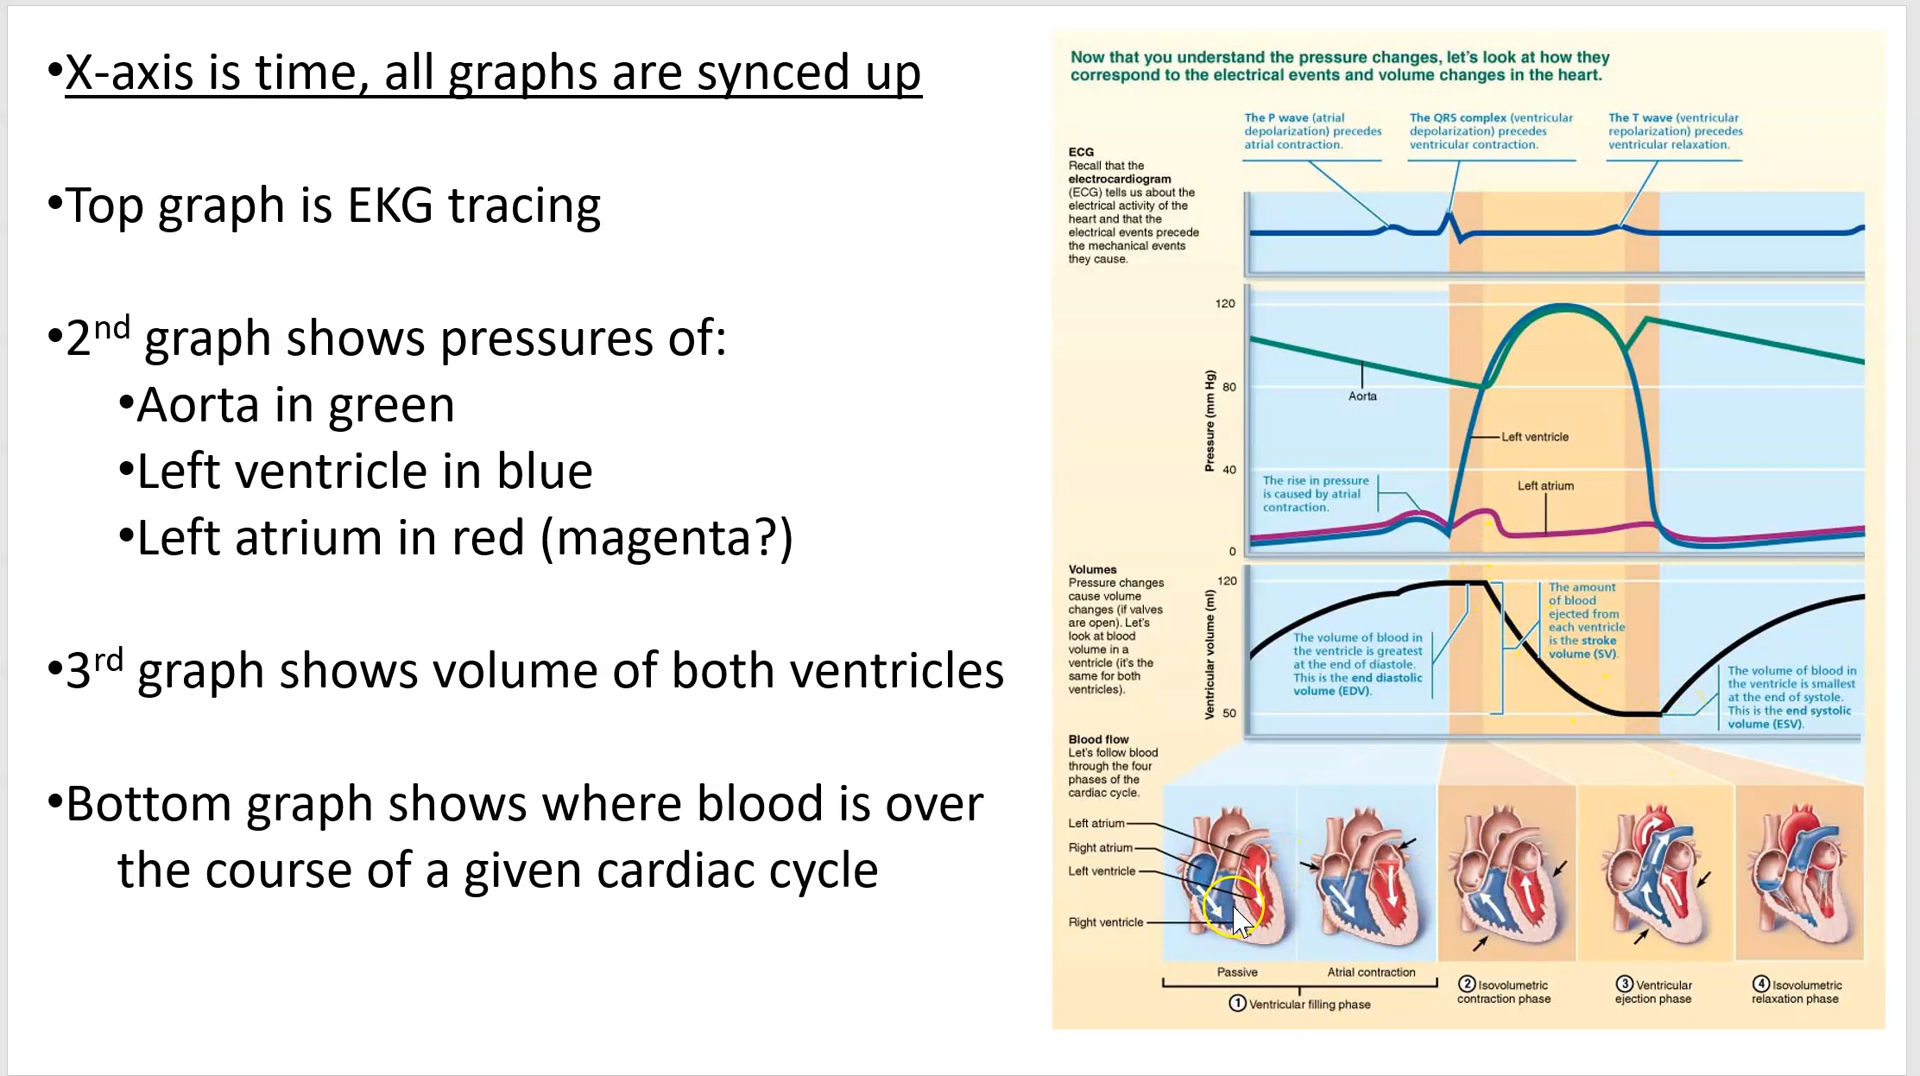 •X-axis is time, all graphs are synced up
•Top graph is EKG tracing
•2nd graph shows pressures of:
•Aorta in green
•Left ventricle in blue
•Left atrium in red (magenta?)
•3rd graph shows volume of both ventricles
•Bottom graph shows where blood is over
the course of a given cardiac cycle
Now that you understand the pressure changes, let's look at how they
correspond to the electrical events and volume changes in the heart.
The P wave (atrial
depolarization) precedes
atrial contraction.
The QRS complex (ventricular
depolarization) precedes
ventricular contraction.
The T wave (ventricular
repolarization) precedes
ventricular relaxation.
ECG
Recall that the
electrocardiogram
(ECG) tells us about the
electrical activity of the
heart and that the
electrical events precede
the mechanical events
they cause.
120
80
40
0
Pressure (mm Hg)
Aorta
Left ventricle
Left atrium
The rise in pressure
is caused by atrial
contraction.
Volumes
Pressure changes
cause volume
changes (if valves
are open). Let's
look at blood
volume in a
ventricle (it's the
same for both
ventricles).
120
50
Ventricular volume (ml)
The volume of blood in
the ventricle is greatest
at the end of diastole.
This is the end diastolic
volume (EDV).
The amount
of blood
ejected from
each ventricle
is the stroke
volume (SV).
The volume of blood in
the ventricle is smallest
at the end of systole.
This is the end systolic
volume (ESV).
Blood flow
Let's follow blood
through the four
phases of the
cardiac cycle.
Left atrium
Right atrium
Left ventricle
Right ventricle
Passive
Atrial contraction
1 Ventricular filling phase
2 Isovolumetric
contraction phase
3 Ventricular
ejection phase
4 Isovolumetric
relaxation phase